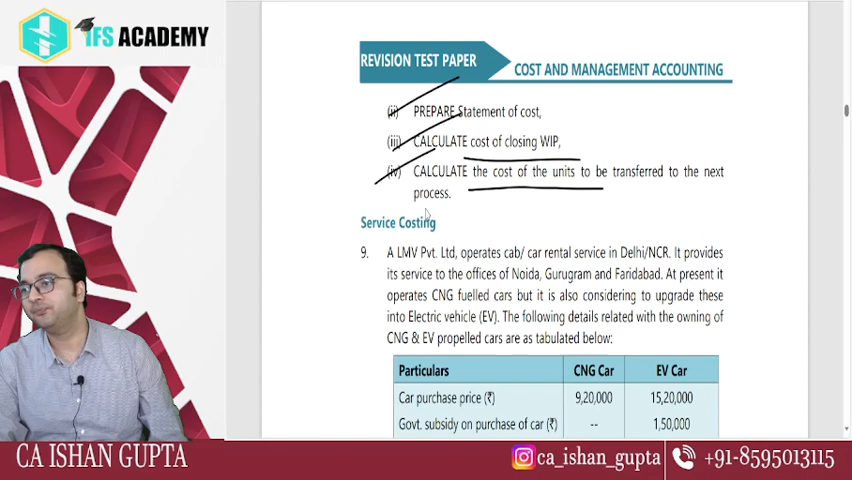 IFS ACADEMY
REVISION TEST PAPER
COST AND MANAGEMENT ACCOUNTING
(ii) PREPARE Statement of cost,
(iii) CALCULATE cost of closing WIP,
(iv) CALCULATE the cost of the units to be transferred to the next
process.
Service Costing
9. A LMV Pvt. Ltd, operates cab/ car rental service in Delhi/NCR. It provides
its service to the offices of Noida, Gurugram and Faridabad. At present it
operates CNG fuelled cars but it is also considering to upgrade these
into Electric vehicle (EV). The following details related with the owning of
CNG & EV propelled cars are as tabulated below:
Particulars CNG Car EV Car
Car purchase price (₹) 9,20,000 15,20,000
Govt. subsidy on purchase of car (₹) -- 1,50,000
CA ISHAN GUPTA
ca_ishan_gupta
+91-8595013115